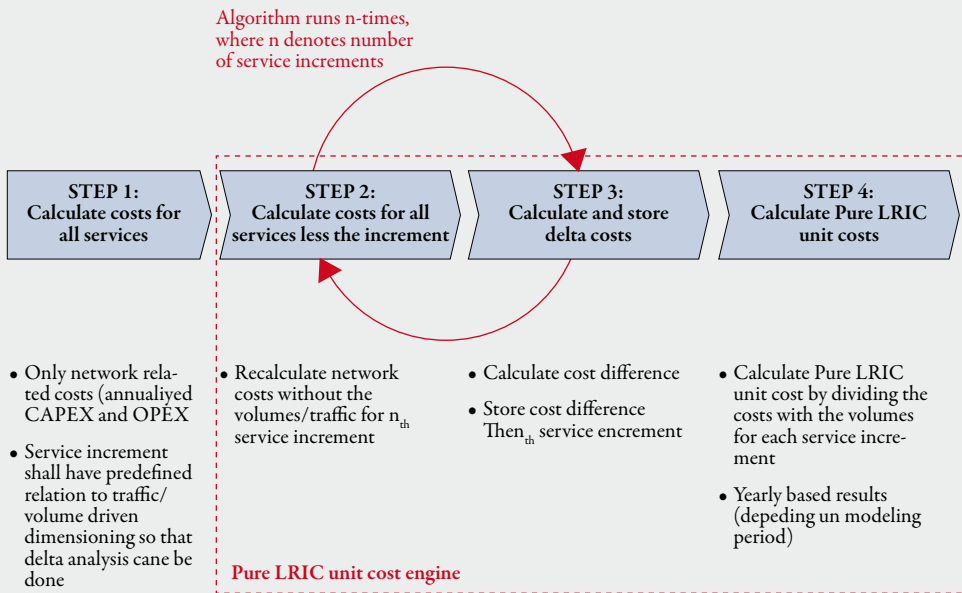 Algorithm runs n-times,
where n denotes number
of service increments
STEP 1:
Calculate costs for
all services
STEP 2:
Calculate costs for all
services less the increment
STEP 3:
Calculate and store
delta costs
STEP 4:
Calculate Pure LRIC
unit costs
• Only network rela-
ted costs (annualiyed
CAPEX and OPEX
• Service increment
shall have predefined
relation to traffic/
volume driven
dimensioning so that
delta analysis cane be
done
• Recalculate network
costs without the
volumes/traffic for nth
service increment
• Calculate cost difference
• Store cost difference
Thenth service encrement
• Calculate Pure LRIC
unit cost by dividing the
costs with the volumes
for each service incre-
ment
• Yearly based results
(depeding un modeling
period)
Pure LRIC unit cost engine